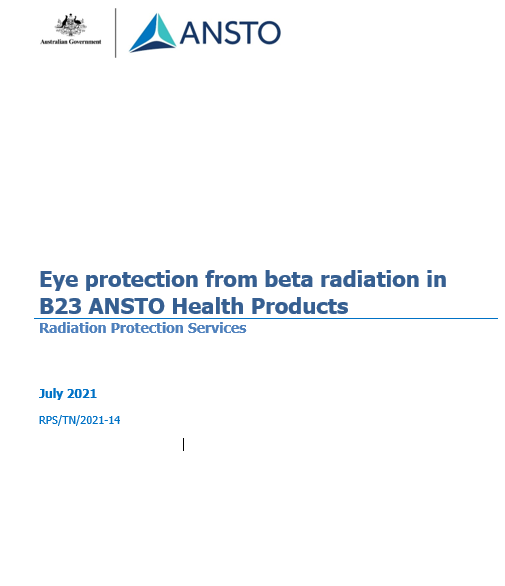 Australian Government
ANSTO
Eye protection from beta radiation in
B23 ANSTO Health Products
Radiation Protection Services
July 2021
RPS/TN/2021-14